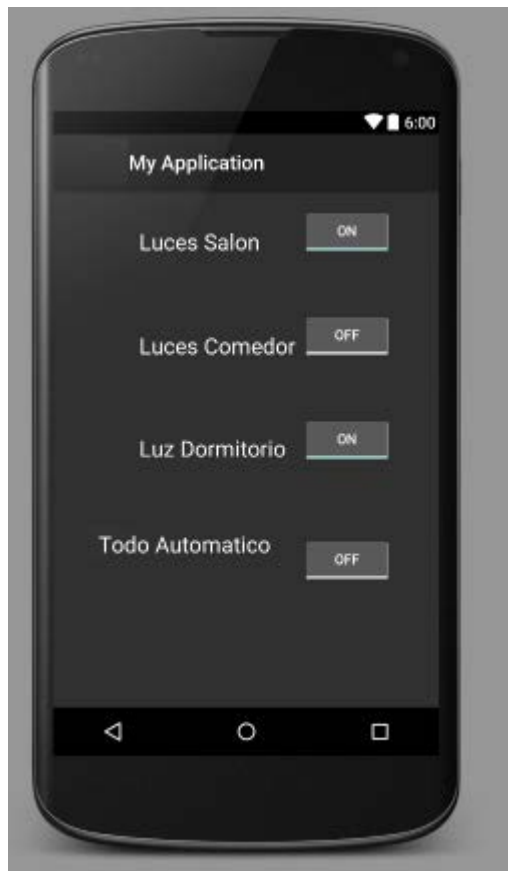 6:00
My Application
Luces Salon ON
Luces Comedor OFF
Luz Dormitorio ON
Todo Automatico OFF